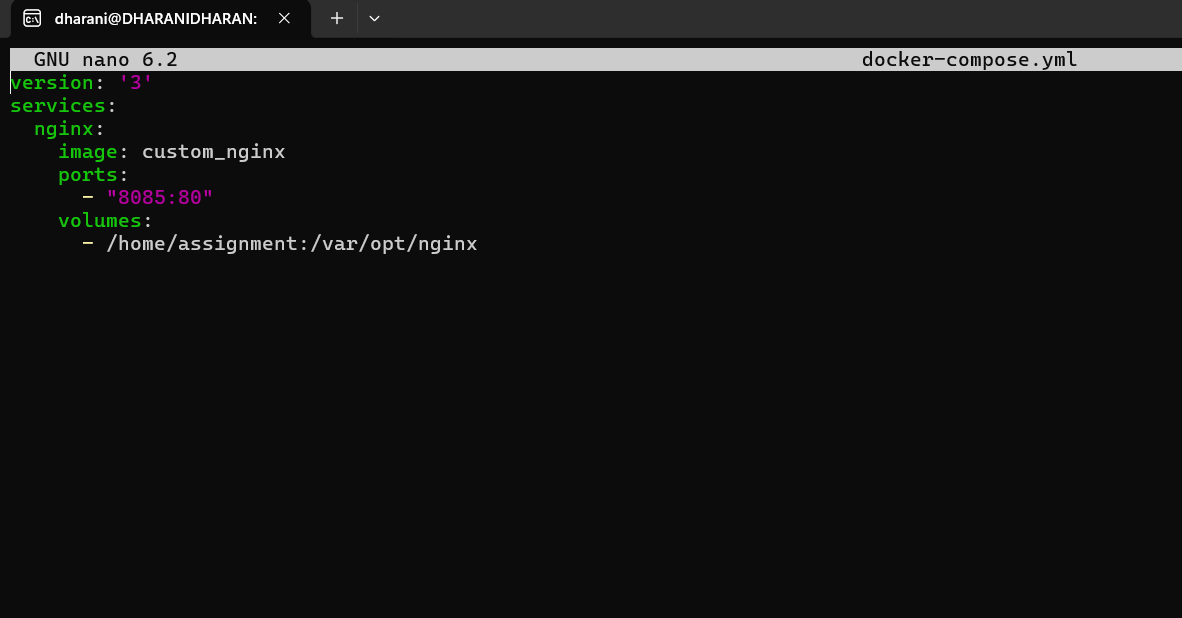 dharani@DHARANIDHARAN:
GNU nano 6.2 docker-compose.yml
version: '3'
services:
  nginx:
    image: custom_nginx
    ports:
      - "8085:80"
    volumes:
      - /home/assignment:/var/opt/nginx